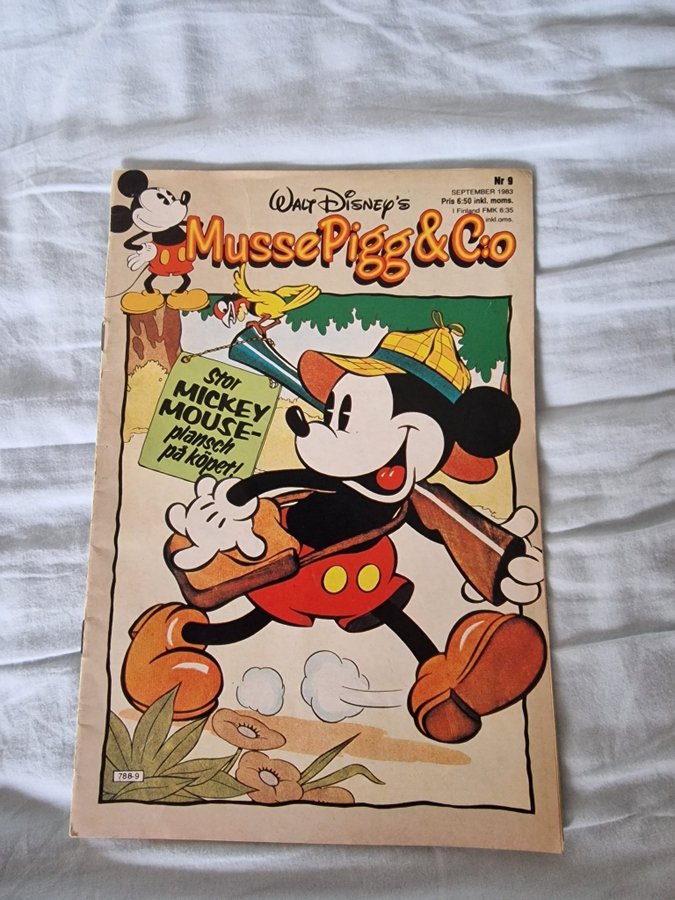 Nr 9
SEPTEMBER 1983
Pris 6:50 inkl. moms.
I Finland FMK 6:35
inkl.oms.
WALT DISNEY'S
MussePigg & C:o
Stor
MICKEY
MOUSE-
plansch
på köpet!
788-9